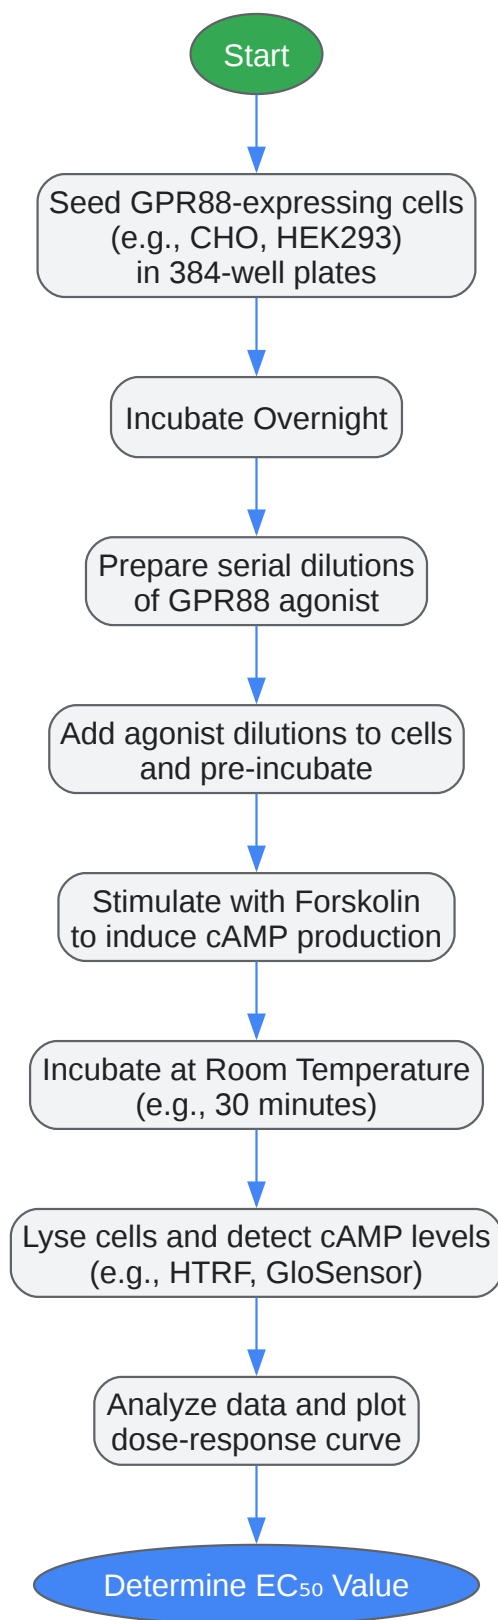 Start
Seed GPR88-expressing cells
(e.g., CHO, HEK293)
in 384-well plates
Incubate Overnight
Prepare serial dilutions
of GPR88 agonist
Add agonist dilutions to cells
and pre-incubate
Stimulate with Forskolin
to induce cAMP production
Incubate at Room Temperature
(e.g., 30 minutes)
Lyse cells and detect cAMP levels
(e.g., HTRF, GloSensor)
Analyze data and plot
dose-response curve
Determine EC₅₀ Value